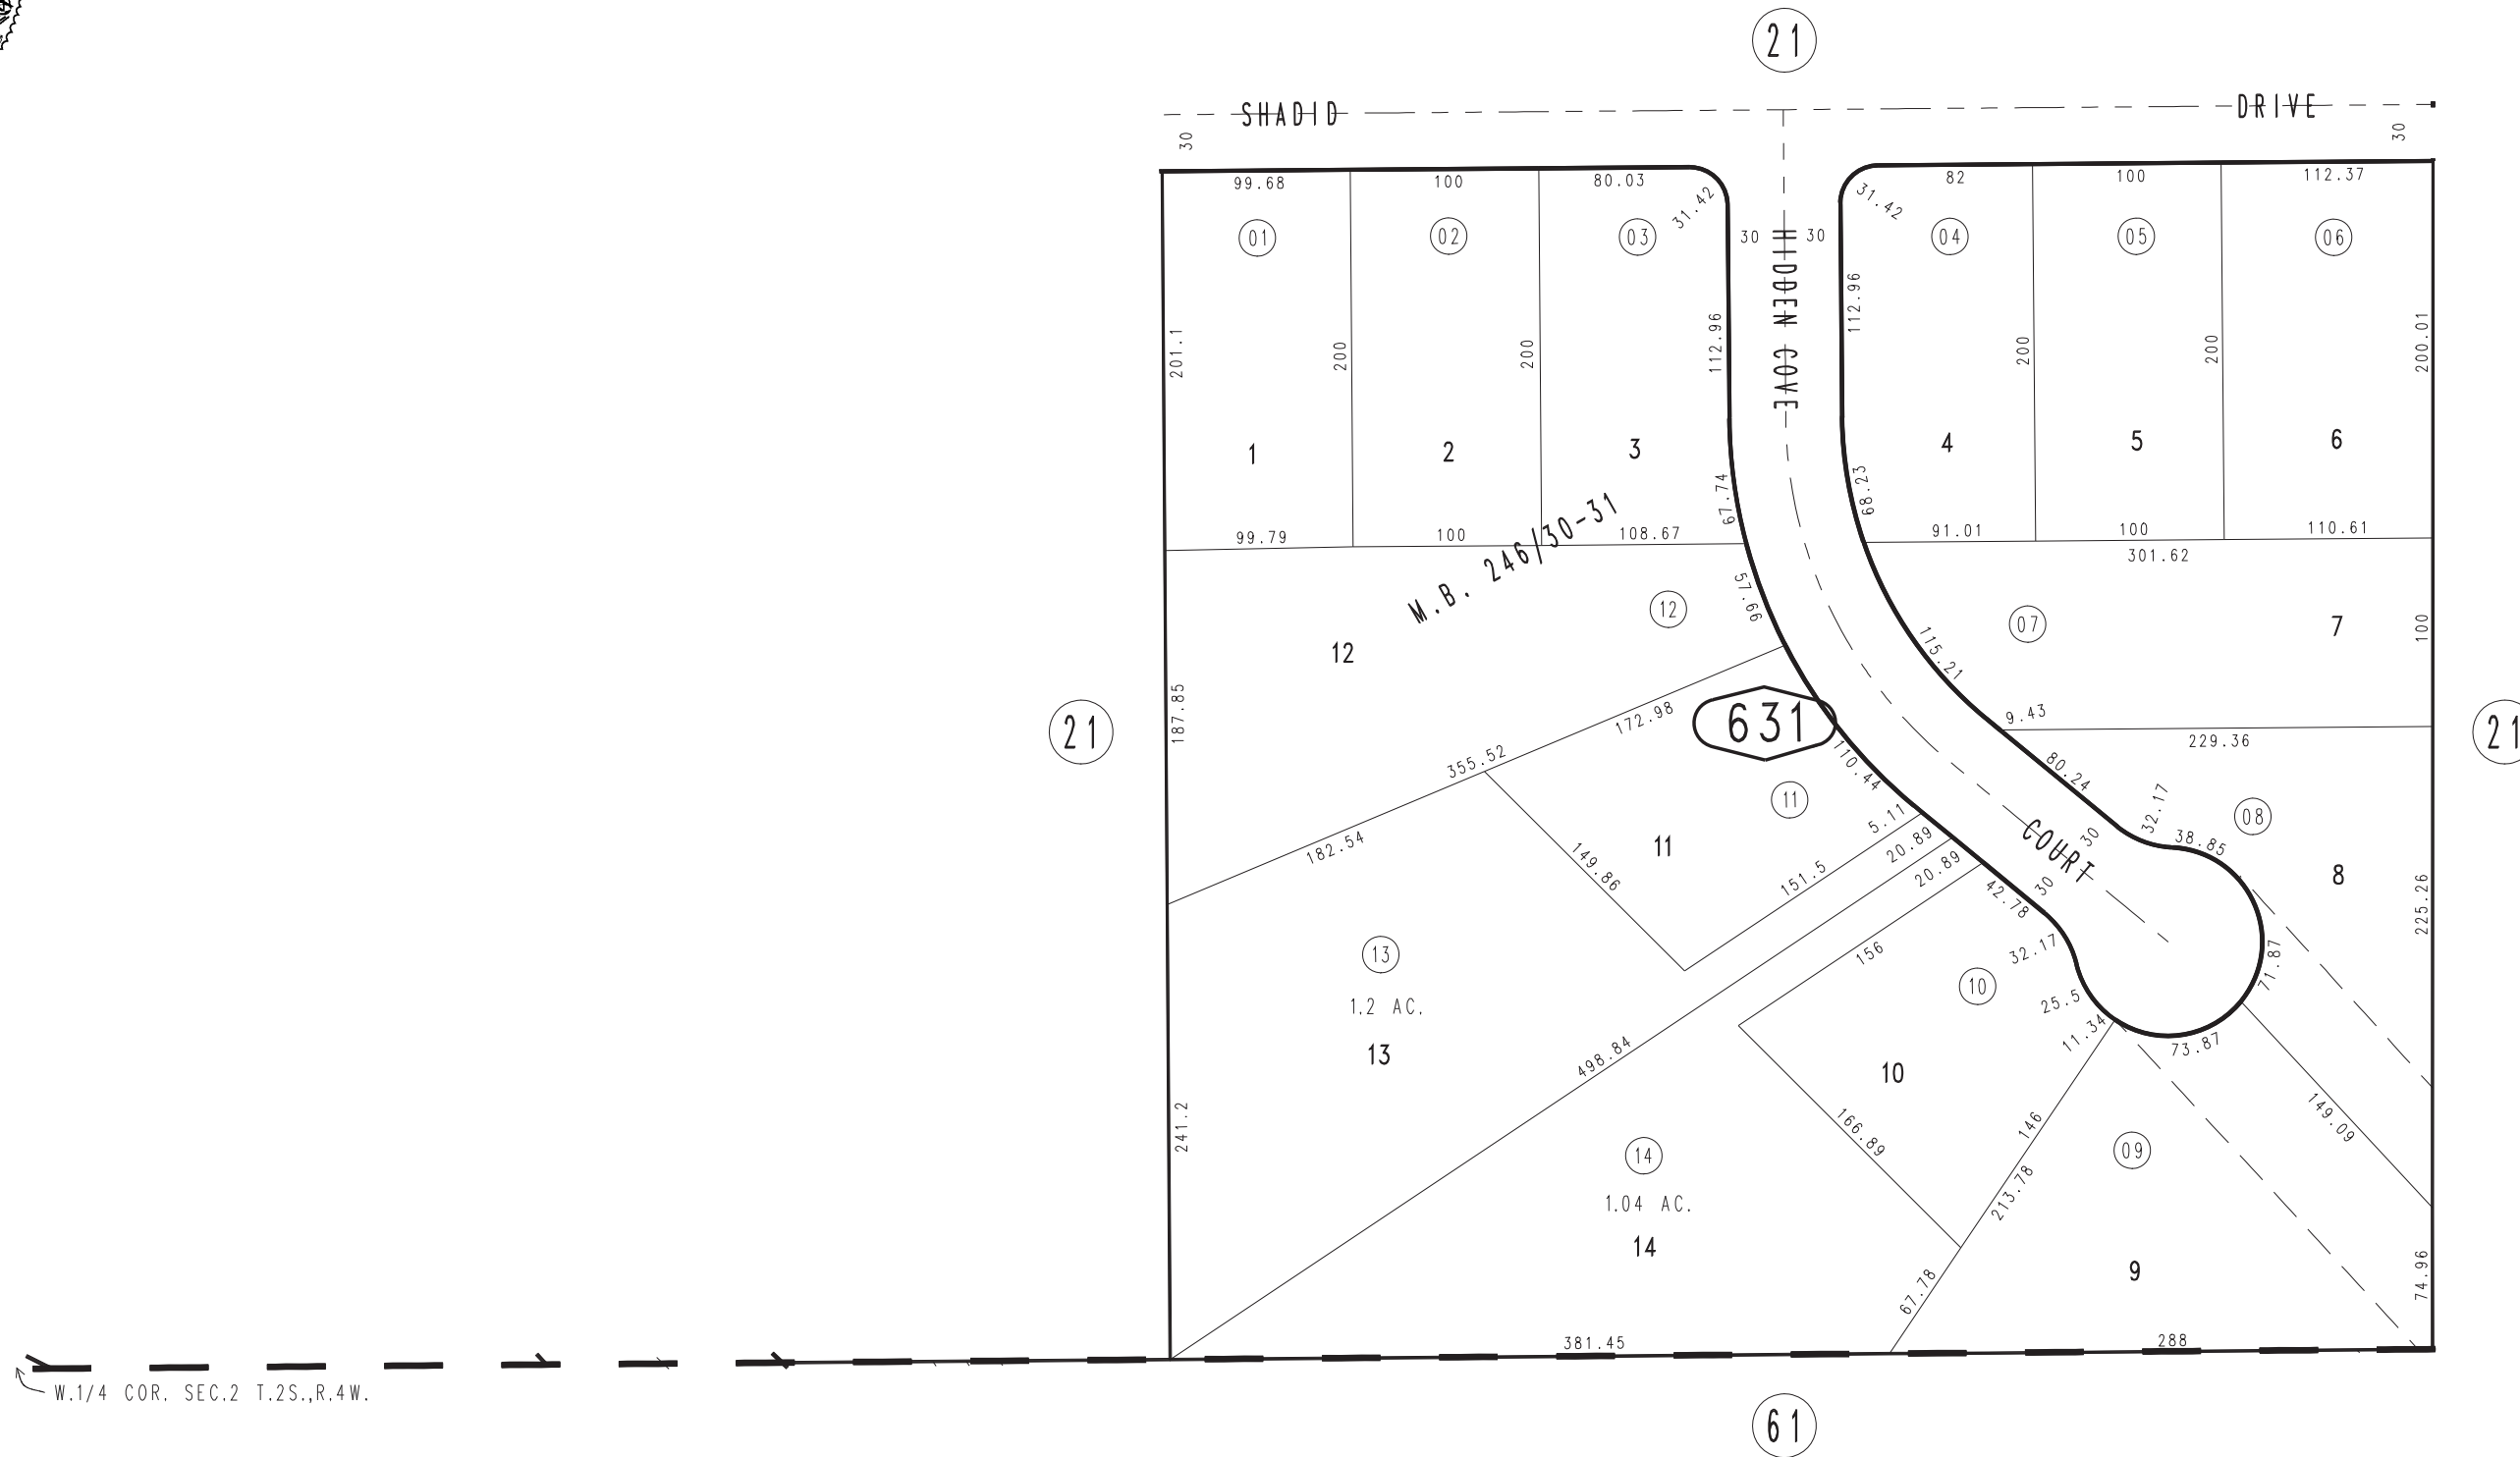 21
SHADID DRIVE
30 30
99.68 100 80.03 82 100 112.37
31.42 31.42
01 02 03 30 30 04 05 06
HIDDEN COVE
201.1 200 200 112.96 112.96 200 200 200.01
1 2 3 4 5 6
67.74 68.23
99.79 100 108.67 91.01 100 110.61
M.B. 246/30-31
301.62
57.66
12 07 7 100
12
115.21
187.85
21 172.98 631 9.43 21
355.52 229.36
110.44 80.24
11 32.17 08
5.11 COURT 30
182.54 149.86 11 20.89 38.85
151.5 20.89 8
42.78 30 225.26
13 156 32.17 71.87
1.2 AC. 10 25.5
13 498.84 11.34 73.87
10
241.2 166.89 146 149.09
14 09
1.04 AC. 213.78
14 9
67.78 74.96
381.45 288
W.1/4 COR. SEC.2 T.2S.,R.4W.
61